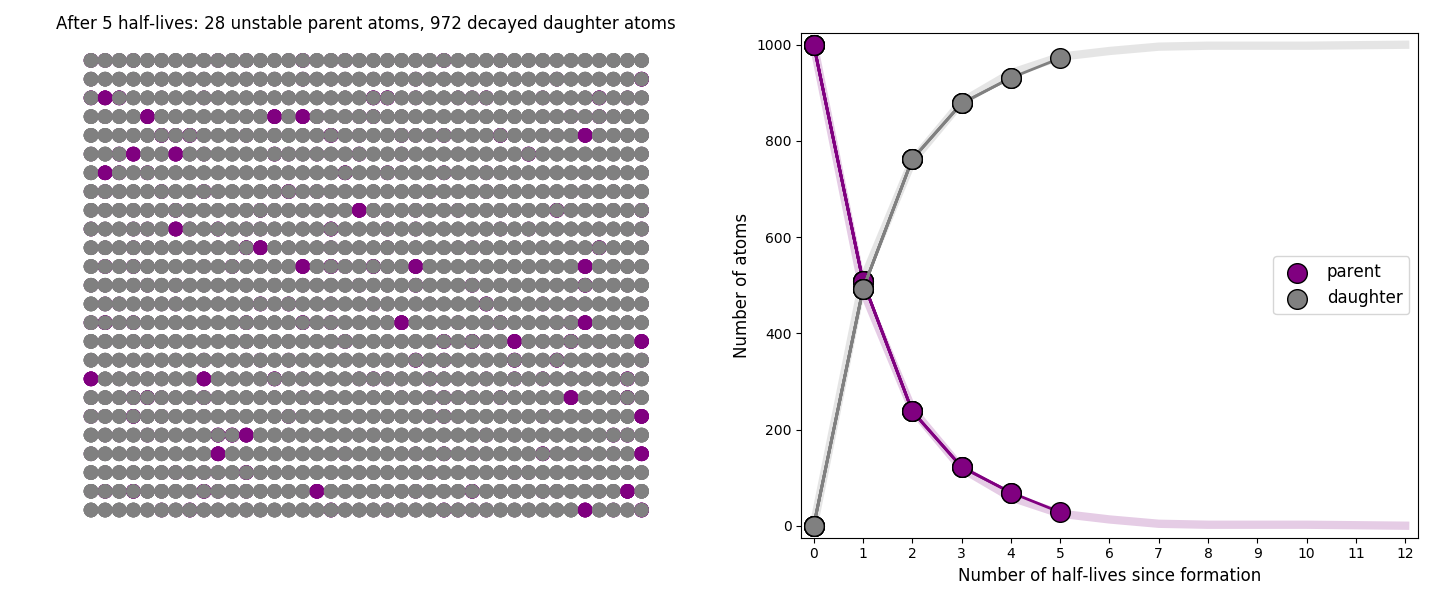 After 5 half-lives: 28 unstable parent atoms, 972 decayed daughter atoms
1000
800
600
400
200
0
Number of atoms
parent
daughter
0 1 2 3 4 5 6 7 8 9 10 11 12
Number of half-lives since formation